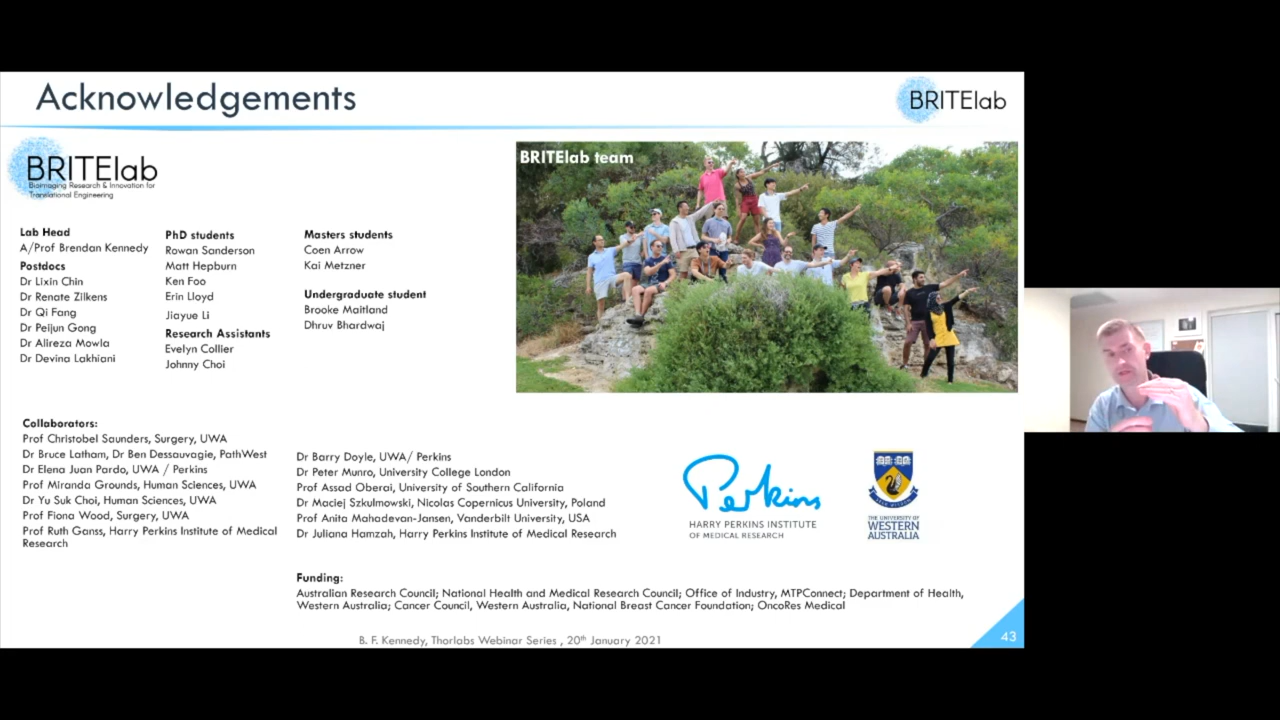 Acknowledgements
BRITElab
BRITElab
Bioimaging Research & Innovation for
Translational Engineering
BRITElab team
Lab Head
A/Prof Brendan Kennedy
Postdocs
Dr Lixin Chin
Dr Renate Zilkens
Dr Qi Fang
Dr Peijun Gong
Dr Alireza Mowla
Dr Devina Lakhiani
PhD students
Rowan Sanderson
Matt Hepburn
Ken Foo
Erin Lloyd
Jiayue Li
Research Assistants
Evelyn Collier
Johnny Choi
Masters students
Coen Arrow
Kai Metzner
Undergraduate student
Brooke Maitland
Dhruv Bhardwaj
Collaborators:
Prof Christobel Saunders, Surgery, UWA
Dr Bruce Latham, Dr Ben Dessauvagie, PathWest
Dr Elena Juan Pardo, UWA / Perkins
Prof Miranda Grounds, Human Sciences, UWA
Dr Yu Suk Choi, Human Sciences, UWA
Prof Fiona Wood, Surgery, UWA
Prof Ruth Ganss, Harry Perkins Institute of Medical
Research
Dr Barry Doyle, UWA/ Perkins
Dr Peter Munro, University College London
Prof Assad Oberai, University of Southern California
Dr Maciej Szkulmowski, Nicolas Copernicus University, Poland
Prof Anita Mahadevan-Jansen, Vanderbilt University, USA
Dr Juliana Hamzah, Harry Perkins Institute of Medical Research
Perkins
HARRY PERKINS INSTITUTE
OF MEDICAL RESEARCH
THE UNIVERSITY OF
WESTERN
AUSTRALIA
Funding:
Australian Research Council; National Health and Medical Research Council; Office of Industry, MTPConnect; Department of Health,
Western Australia; Cancer Council, Western Australia, National Breast Cancer Foundation; OncoRes Medical
B. F. Kennedy, Thorlabs Webinar Series , 20th January 2021
43